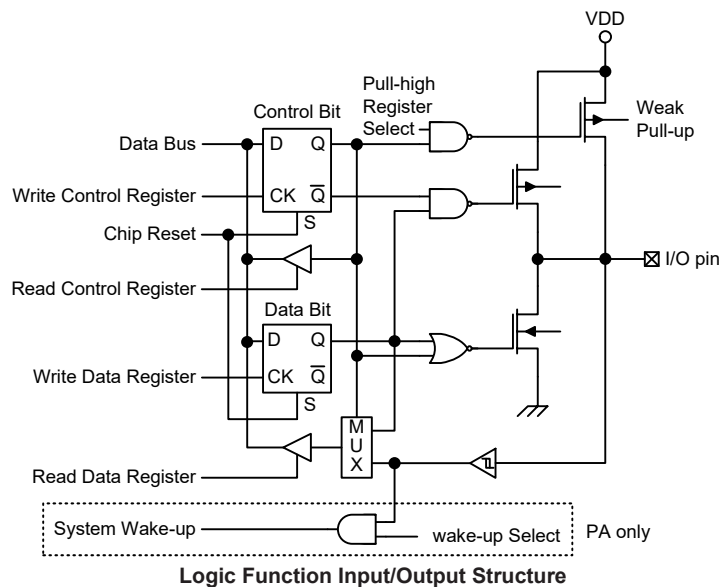 VDD
Pull-high
Register
Select
Weak
Pull-up
Control Bit
Data Bus
D Q
Write Control Register
CK Q
S
Chip Reset
I/O pin
Read Control Register
Data Bit
D Q
Write Data Register
CK Q
S
M
U
X
Read Data Register
System Wake-up
wake-up Select
PA only
Logic Function Input/Output Structure